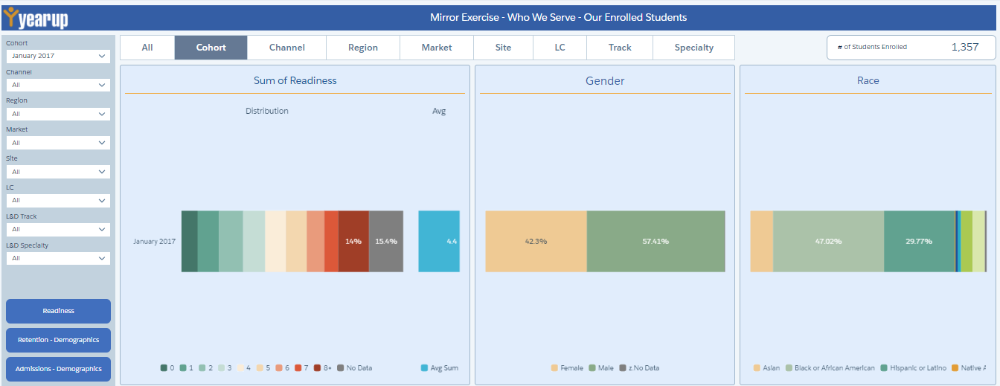 yearup
Mirror Exercise - Who We Serve - Our Enrolled Students
Cohort
January 2017
Channel
All
Region
All
Market
All
Site
All
LC
All
L&D Track
All
L&D Specialty
All
Readiness
Retention - Demographics
Admissions - Demographics
All Cohort Channel Region Market Site LC Track Specialty
# of Students Enrolled 1,357
Sum of Readiness
Distribution Avg
January 2017 14% 15.4% 4.4
0 1 2 3 4 5 6 7 8+ No Data Avg Sum
Gender
42.3% 57.41%
Female Male z.No Data
Race
47.02% 29.77%
Asian Black or African American Hispanic or Latino Native A